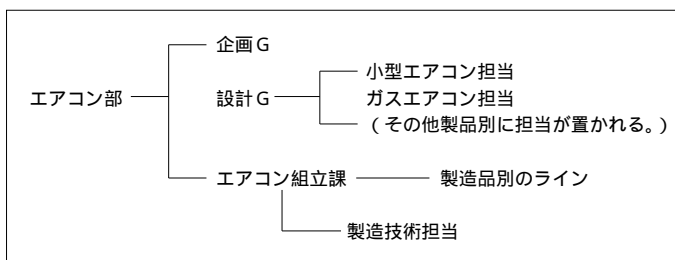 企画Ｇ
小型エアコン担当
エアコン部
設計Ｇ
ガスエアコン担当
（その他製品別に担当が置かれる。）
エアコン組立課
製造品別のライン
製造技術担当